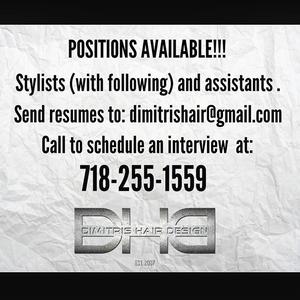 POSITIONS AVAILABLE!!!
Stylists (with following) and assistants .
Send resumes to: dimitrishair@gmail.com
Call to schedule an interview at:
718-255-1559
DHD
DIMITRIS HAIR DESIGN
EST. 2007